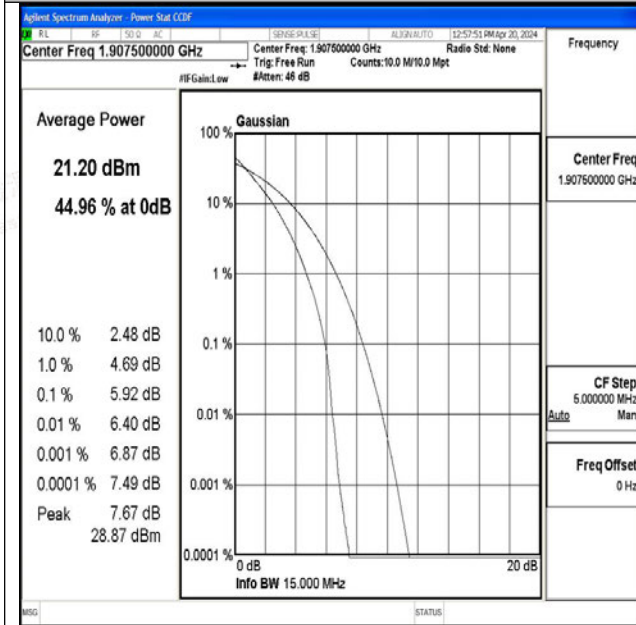 Agilent Spectrum Analyzer - Power Stat CCDF
RL RF 50 Ω AC SENSE:PULSE ALIGNAUTO 12:57:51 PM Apr 20, 2024
Center Freq 1.907500000 GHz
Center Freq: 1.907500000 GHz Radio Std: None
Trig: Free Run Counts:10.0 M/10.0 Mpt
#IFGain:Low #Atten: 46 dB
Frequency
Average Power
21.20 dBm
44.96 % at 0dB
10.0 % 2.48 dB
1.0 % 4.69 dB
0.1 % 5.92 dB
0.01 % 6.40 dB
0.001 % 6.87 dB
0.0001 % 7.49 dB
Peak 7.67 dB
28.87 dBm
Gaussian
100 %
10 %
1 %
0.1 %
0.01 %
0.001 %
0.0001 %
0 dB 20 dB
Info BW 15.000 MHz
Center Freq
1.907500000 GHz
CF Step
5.000000 MHz
Auto Man
Freq Offset
0 Hz
MSG STATUS